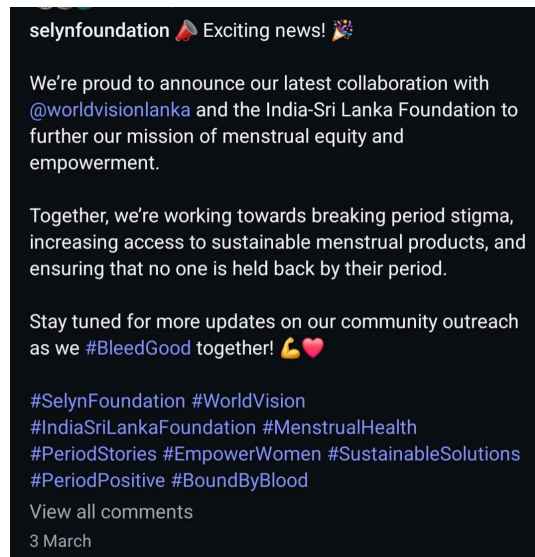 selynfoundation 📣 Exciting news! 🎉
We’re proud to announce our latest collaboration with
@worldvisionlanka and the India-Sri Lanka Foundation to
further our mission of menstrual equity and
empowerment.
Together, we’re working towards breaking period stigma,
increasing access to sustainable menstrual products, and
ensuring that no one is held back by their period.
Stay tuned for more updates on our community outreach
as we #BleedGood together! 💪❤️
#SelynFoundation #WorldVision
#IndiaSriLankaFoundation #MenstrualHealth
#PeriodStories #EmpowerWomen #SustainableSolutions
#PeriodPositive #BoundByBlood
View all comments
3 March